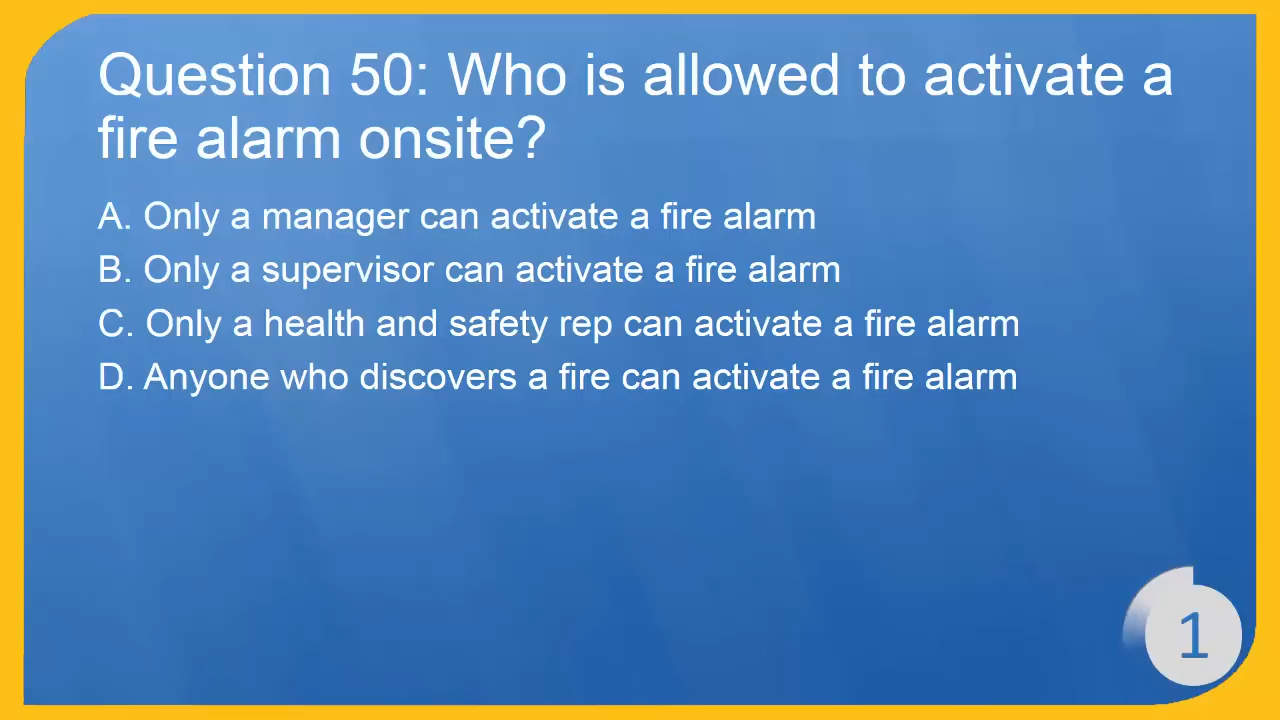 Question 50: Who is allowed to activate a
fire alarm onsite?
A. Only a manager can activate a fire alarm
B. Only a supervisor can activate a fire alarm
C. Only a health and safety rep can activate a fire alarm
D. Anyone who discovers a fire can activate a fire alarm
1